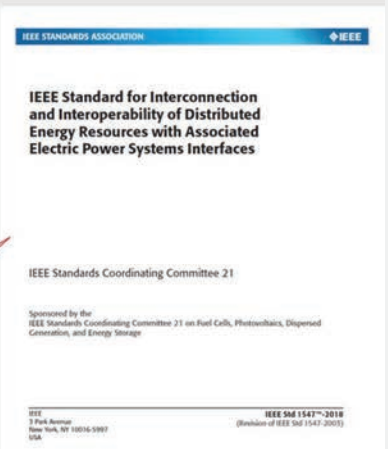 IEEE STANDARDS ASSOCIATION
IEEE
IEEE Standard for Interconnection
and Interoperability of Distributed
Energy Resources with Associated
Electric Power Systems Interfaces
IEEE Standards Coordinating Committee 21
Sponsored by the
IEEE Standards Coordinating Committee 21 on Fuel Cells, Photovoltaics, Dispersed
Generation, and Energy Storage
IEEE
3 Park Avenue
New York, NY 10016-5997
USA
IEEE Std 1547™-2018
(Revision of IEEE Std 1547-2003)